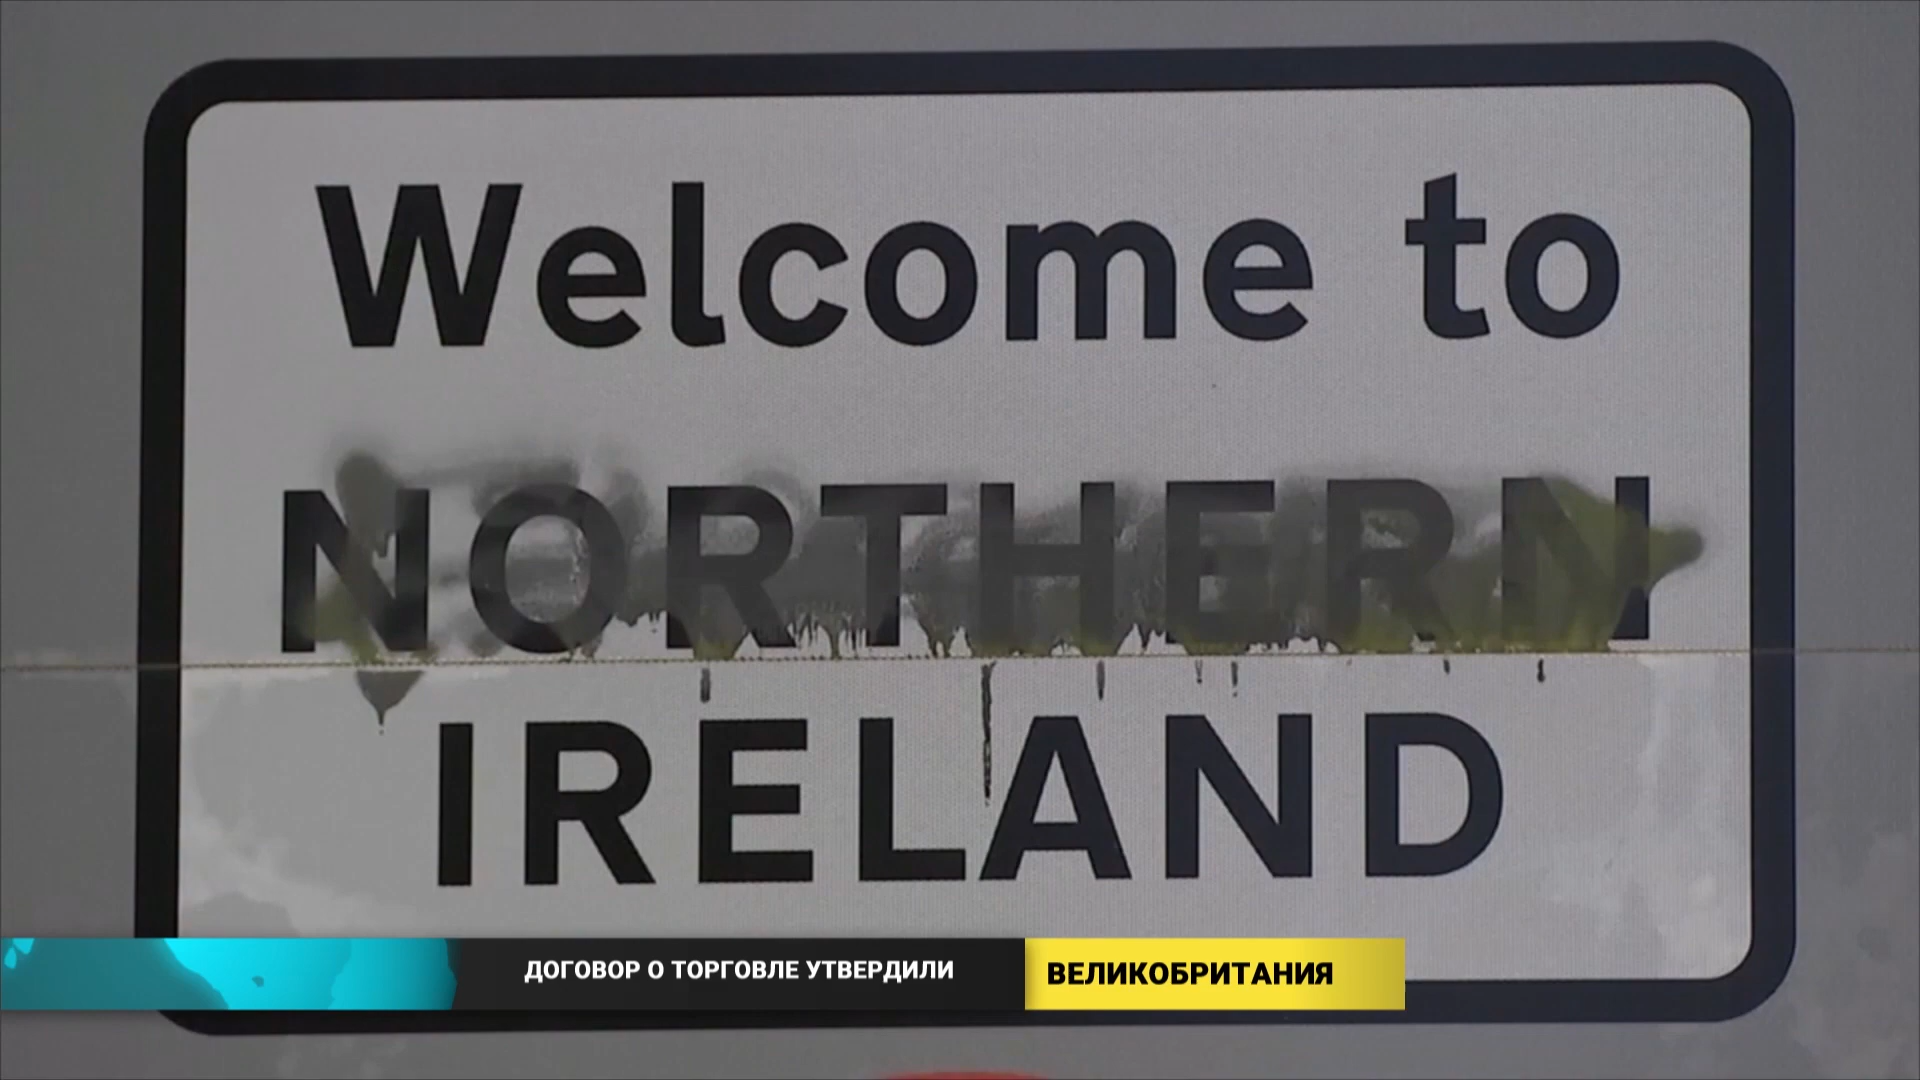 Welcome to
NORTHERN
IRELAND
ДОГОВОР О ТОРГОВЛЕ УТВЕРДИЛИ
ВЕЛИКОБРИТАНИЯ